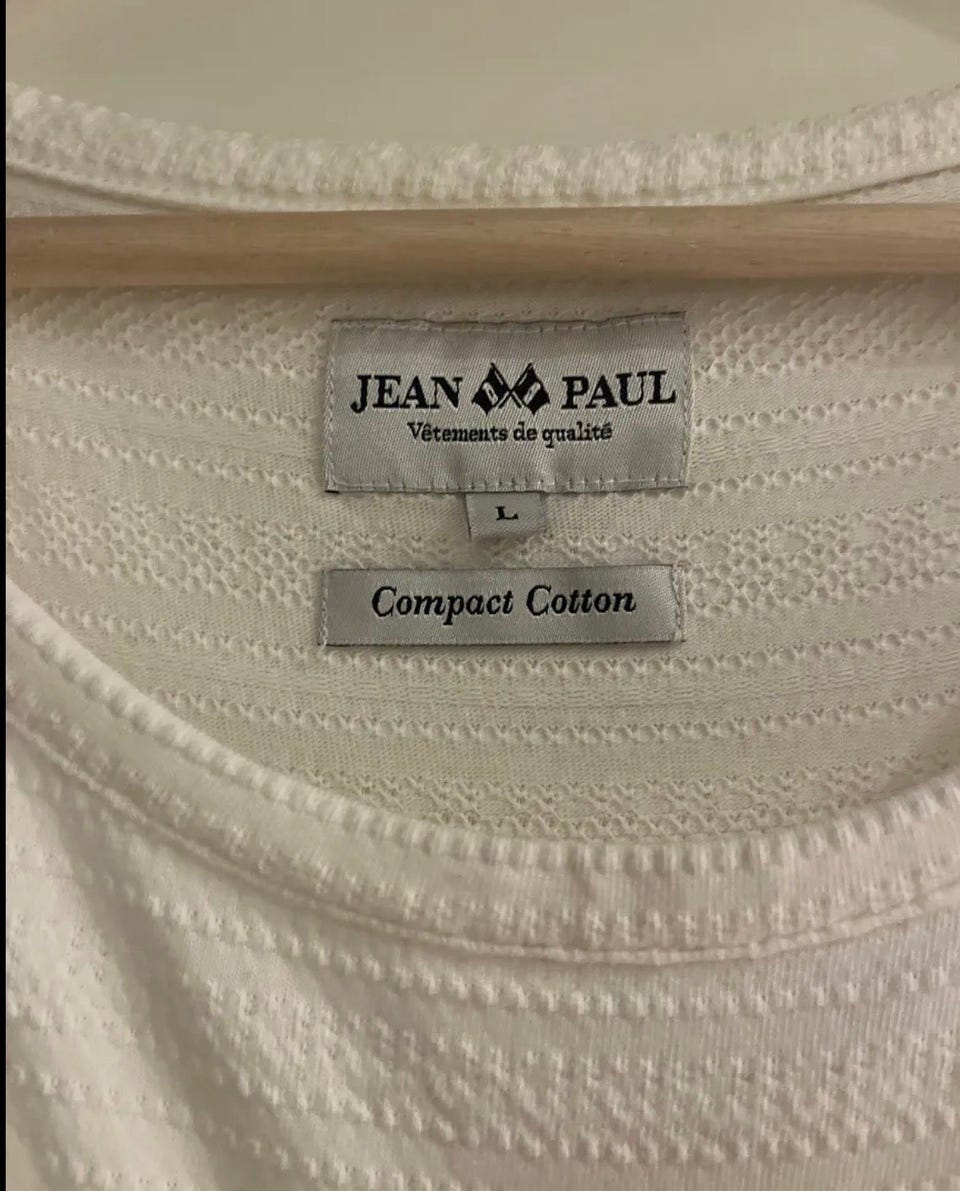 JEAN PAUL
Vêtements de qualité
L
Compact Cotton